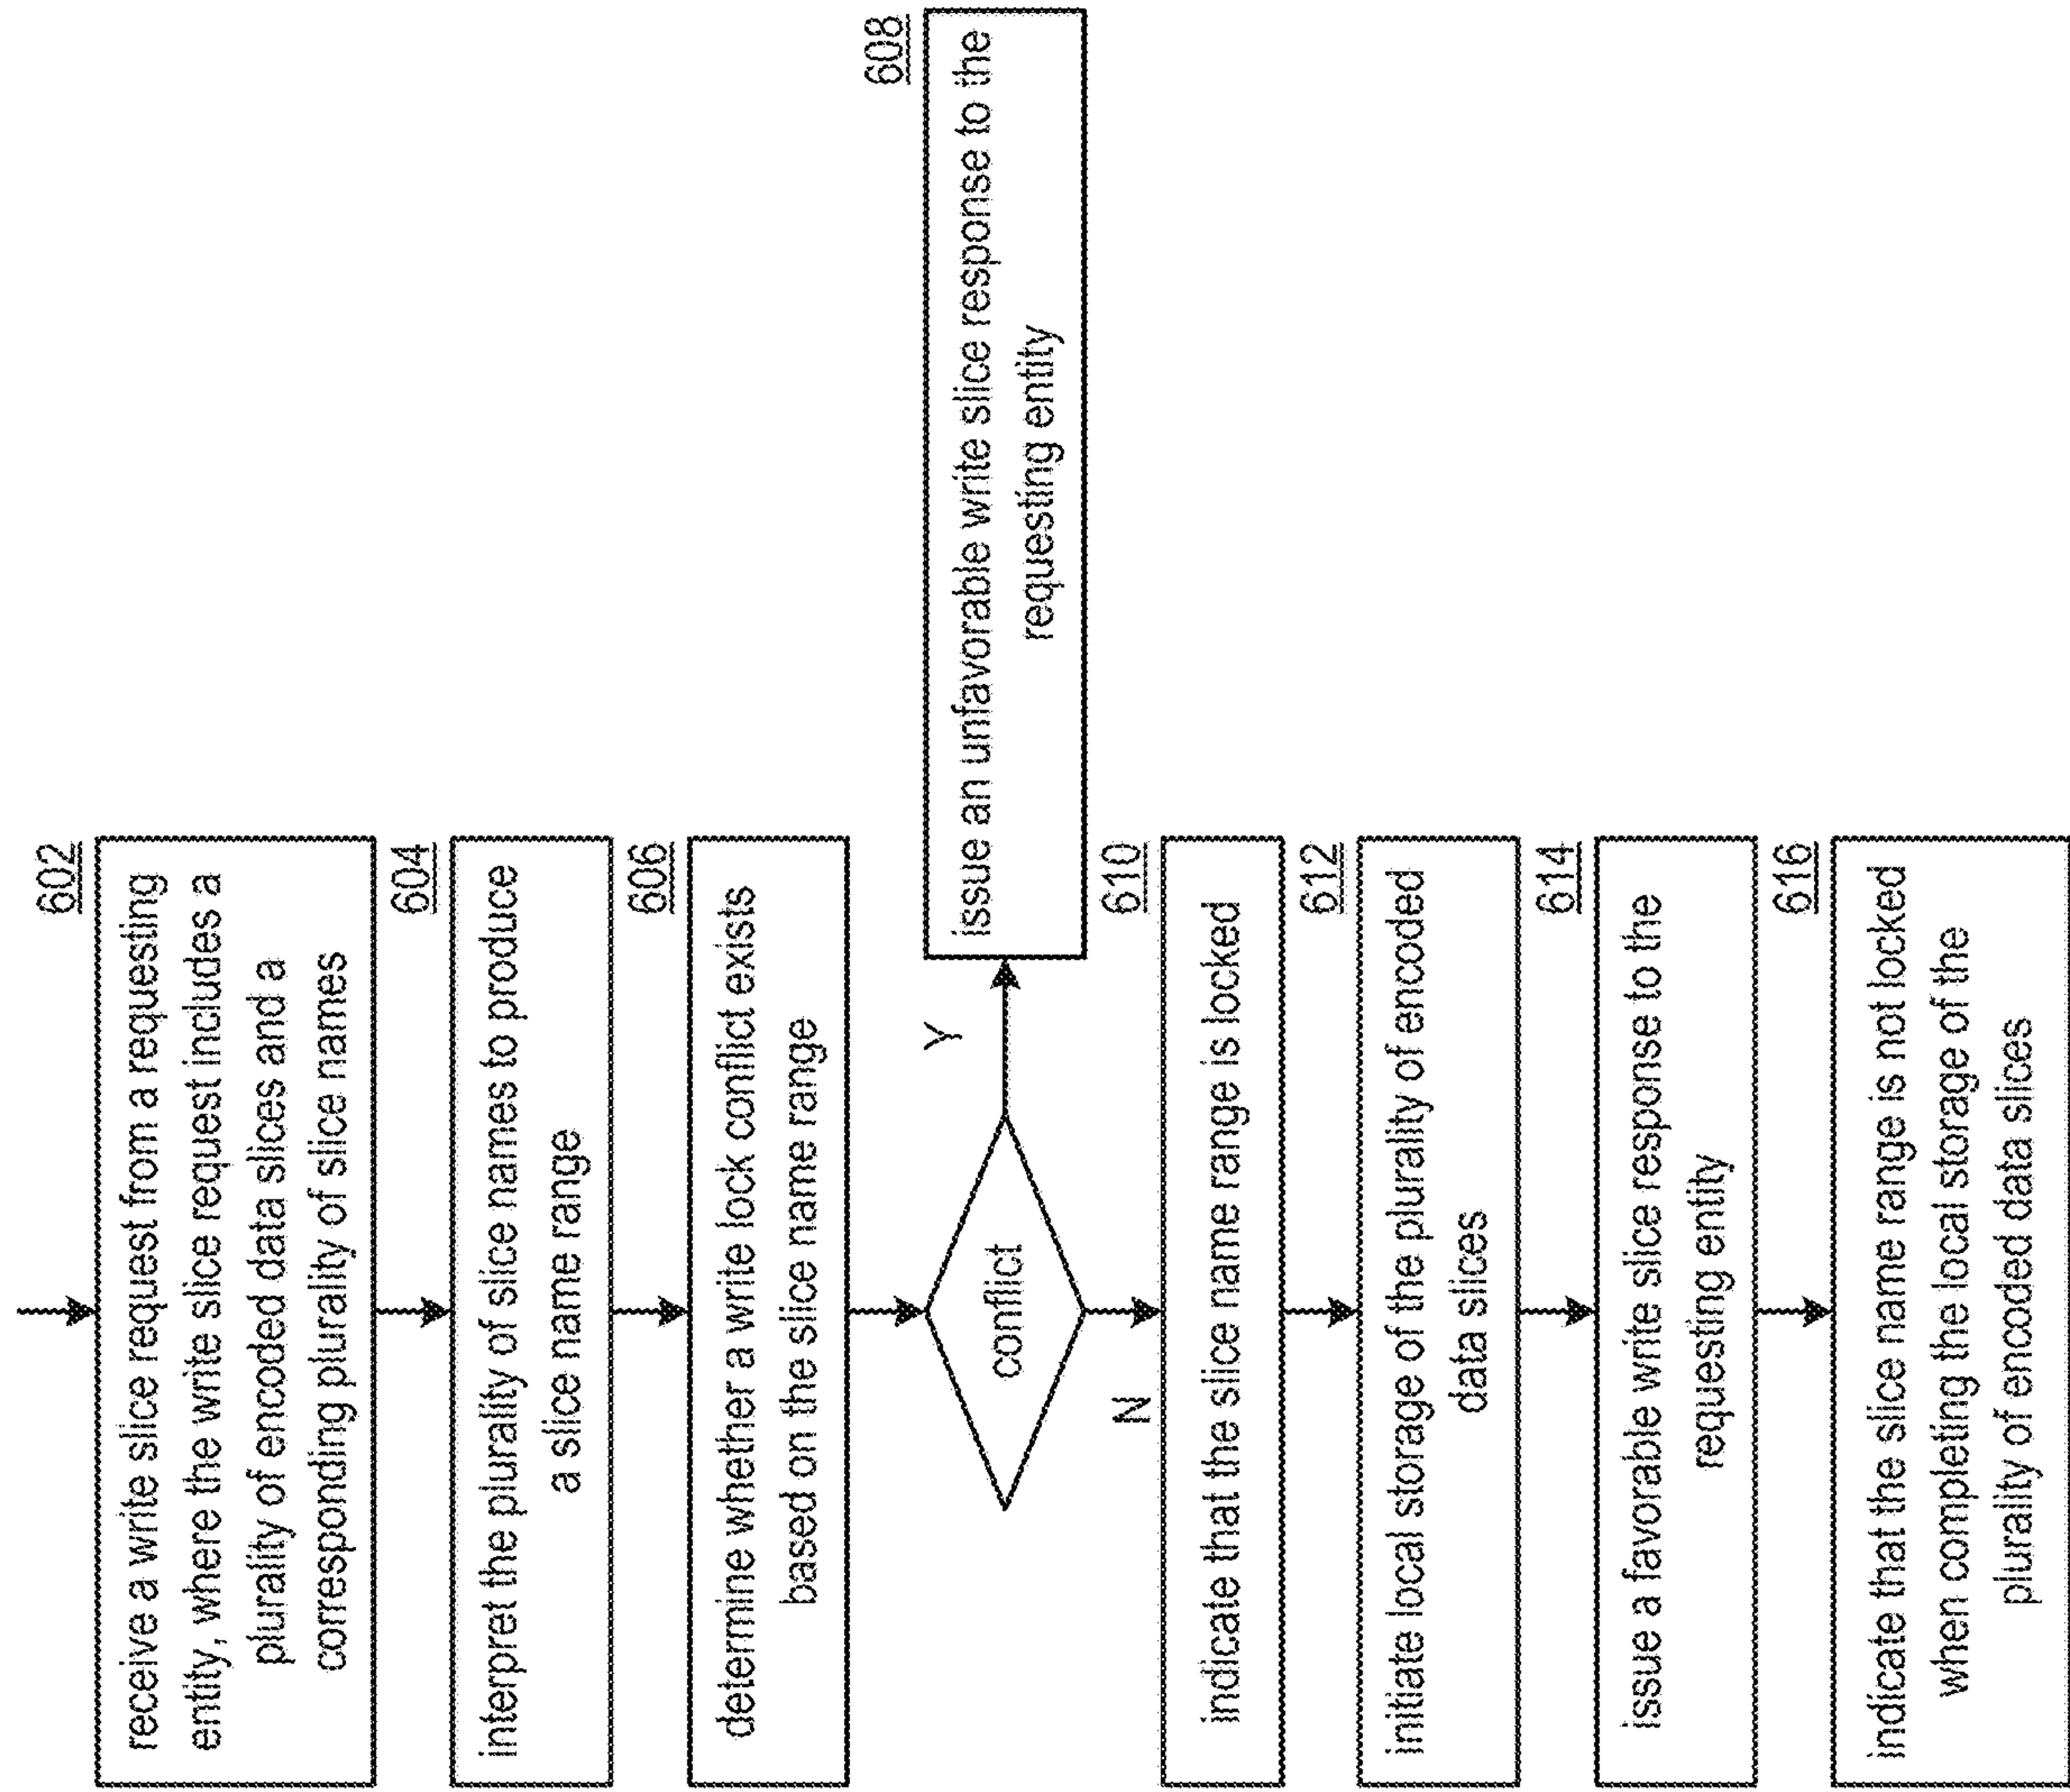 602
receive a write slice request from a requesting
entity, where the write slice request includes a
plurality of encoded data slices and a
corresponding plurality of slice names
604
interpret the plurality of slice names to produce
a slice name range
606
determine whether a write lock conflict exists
based on the slice name range
conflict
Y
608
issue an unfavorable write slice response to the
requesting entity
N
610
indicate that the slice name range is locked
612
initiate local storage of the plurality of encoded
data slices
614
issue a favorable write slice response to the
requesting entity
616
indicate that the slice name range is not locked
when completing the local storage of the
plurality of encoded data slices